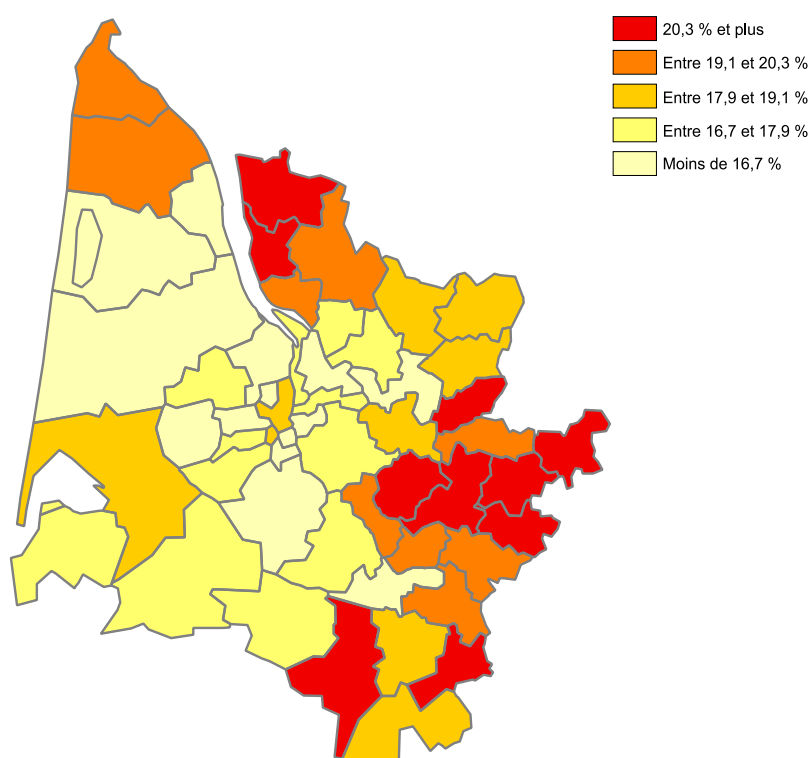 20,3 % et plus
Entre 19,1 et 20,3 %
Entre 17,9 et 19,1 %
Entre 16,7 et 17,9 %
Moins de 16,7 %